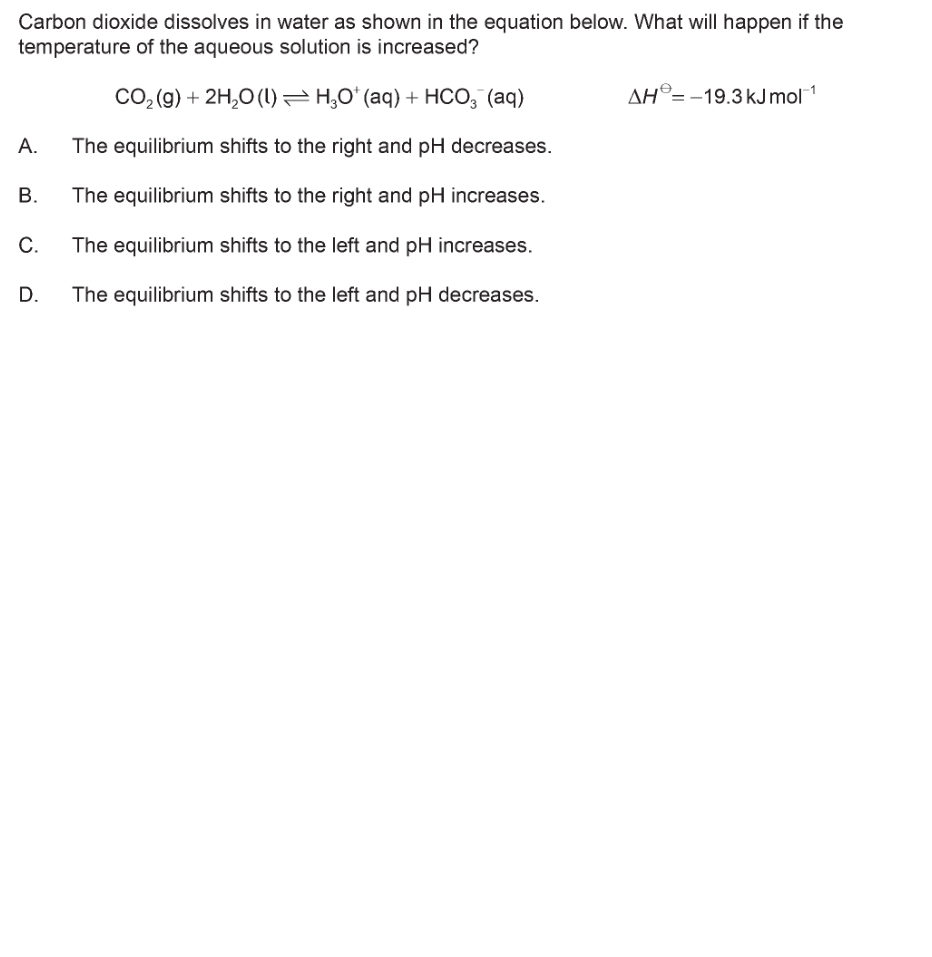 Carbon dioxide dissolves in water as shown in the equation below. What will happen if the
temperature of the aqueous solution is increased?
CO₂(g) + 2H₂O(l) ⇌ H₃O⁺(aq) + HCO₃⁻(aq) ΔH⊖ = −19.3 kJ mol⁻¹
A. The equilibrium shifts to the right and pH decreases.
B. The equilibrium shifts to the right and pH increases.
C. The equilibrium shifts to the left and pH increases.
D. The equilibrium shifts to the left and pH decreases.